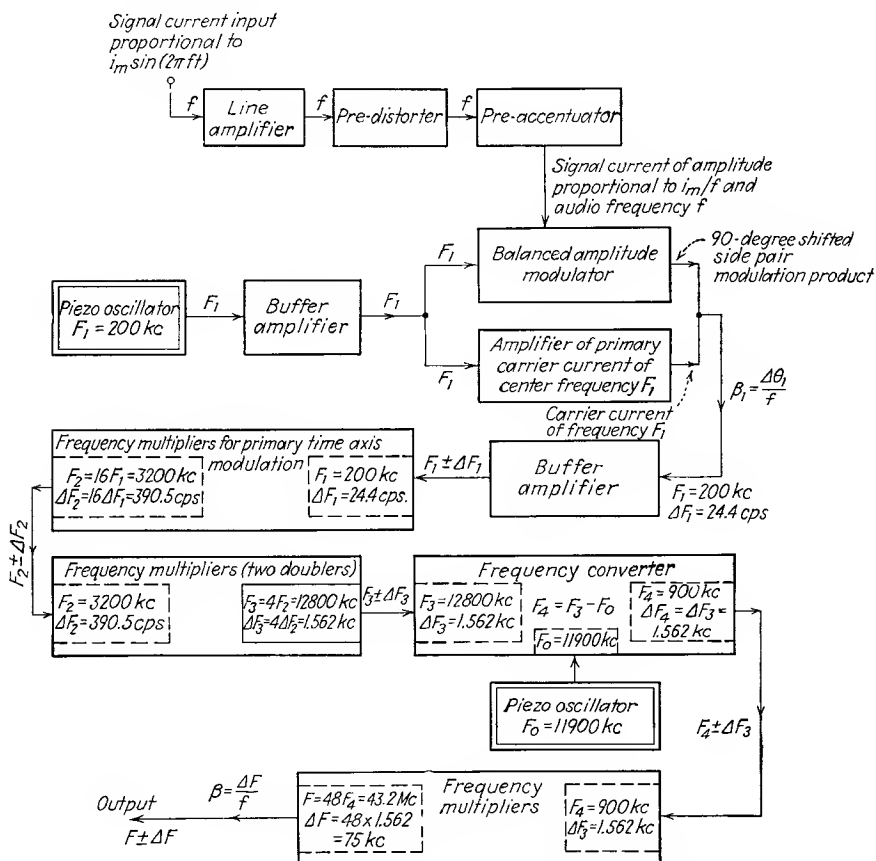 Signal current input
proportional to
i_m sin(2πft)
f
Line
amplifier
f
Pre-distorter
f
Pre-accentuator
Signal current of amplitude
proportional to i_m/f and
audio frequency f
Piezo oscillator
F₁ = 200 kc
F₁
Buffer
amplifier
F₁
F₁
Balanced amplitude
modulator
90-degree shifted
side pair
modulation product
F₁
Amplifier of primary
carrier current of
center frequency F₁
Carrier current
of frequency F₁
β₁ = Δθ₁/f
F₁ = 200 kc
ΔF₁ = 24.4 cps
Buffer
amplifier
F₁ ± ΔF₁
Frequency multipliers for primary time axis
modulation
F₁ = 200 kc
ΔF₁ = 24.4 cps.
F₂ = 16F₁ = 3200 kc
ΔF₂ = 16ΔF₁ = 390.5 cps
F₂ ± ΔF₂
Frequency multipliers (two doublers)
F₂ = 3200 kc
ΔF₂ = 390.5 cps
F₃ = 4F₂ = 12800 kc
ΔF₃ = 4ΔF₂ = 1.562 kc
F₃ ± ΔF₃
Frequency converter
F₃ = 12800 kc
ΔF₃ = 1.562 kc
F₄ = F₃ - F₀
F₀ = 11900 kc
F₄ = 900 kc
ΔF₄ = ΔF₃ =
1.562 kc
Piezo oscillator
F₀ = 11900 kc
F₄ ± ΔF₃
Frequency
multipliers
F₄ = 900 kc
ΔF₃ = 1.562 kc
F = 48F₄ = 43.2 Mc
ΔF = 48 x 1.562
= 75 kc
β = ΔF/f
Output
F ± ΔF